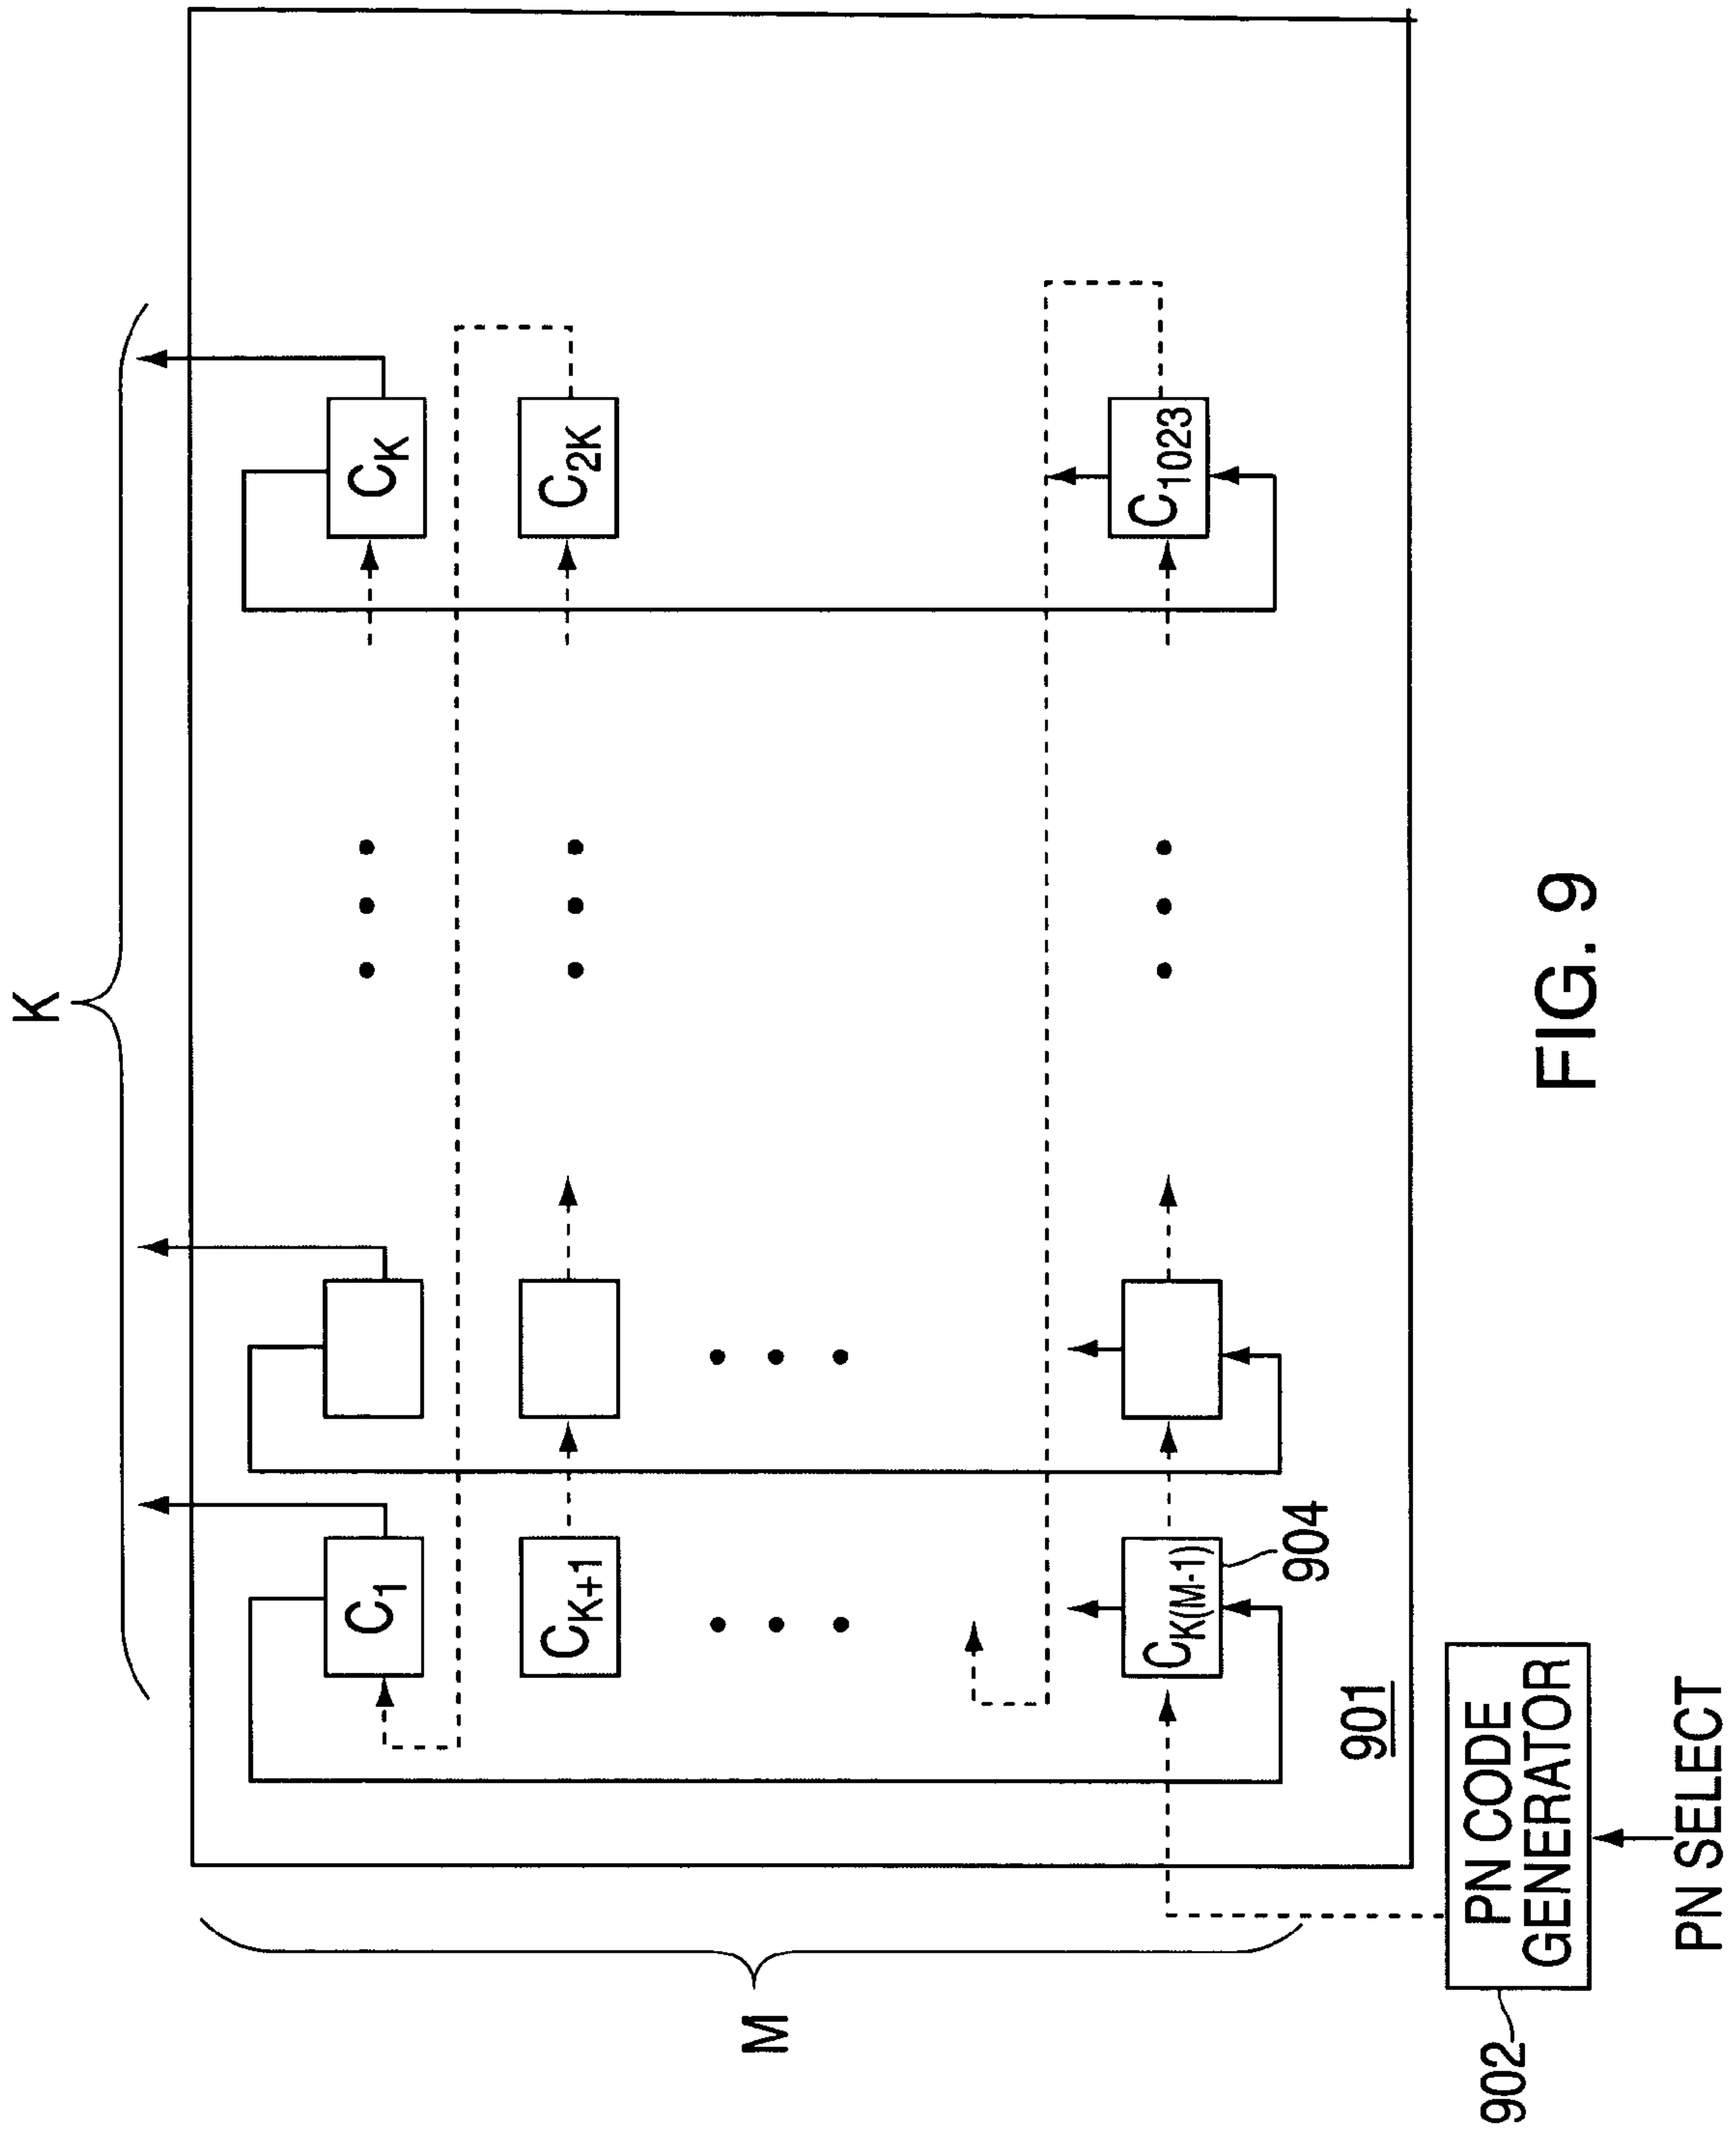 K
C1
CK
CK+1
C2K
M
CK(M-1)
C1023
904
901
902
PN CODE
GENERATOR
PN SELECT
FIG. 9